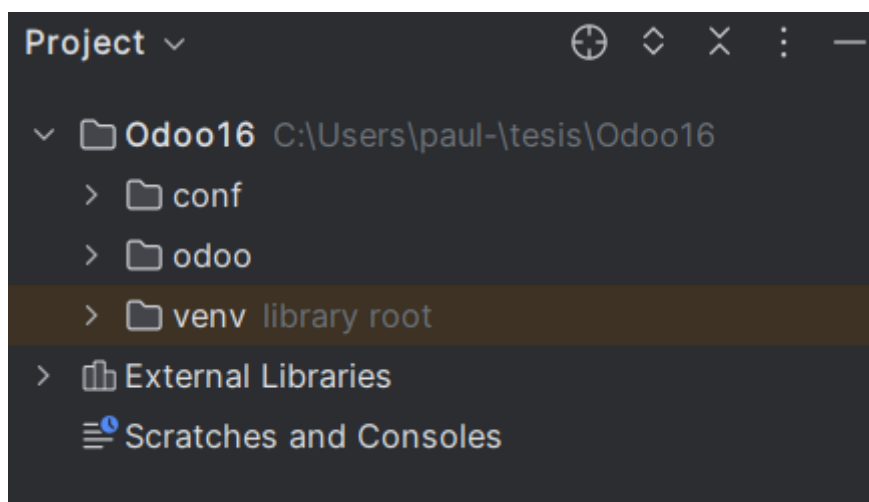 Project
Odoo16 C:\Users\paul-\tesis\Odoo16
conf
odoo
venv library root
External Libraries
Scratches and Consoles